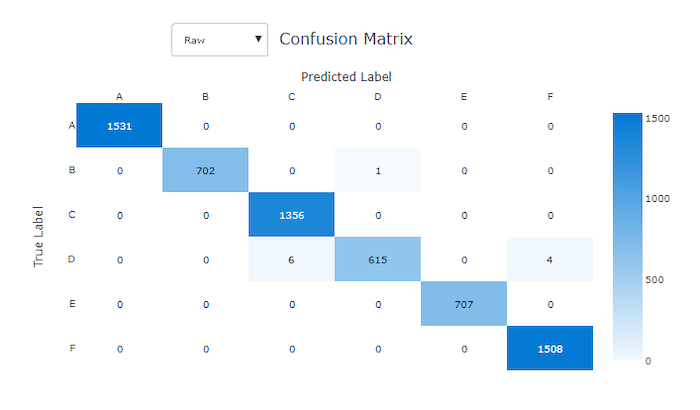 Raw ▼ Confusion Matrix
Predicted Label
A B C D E F
A 1531 0 0 0 0 0
B 0 702 0 1 0 0
C 0 0 1356 0 0 0
D 0 0 6 615 0 4
E 0 0 0 0 707 0
F 0 0 0 0 0 1508
True Label
1500
1000
500
0